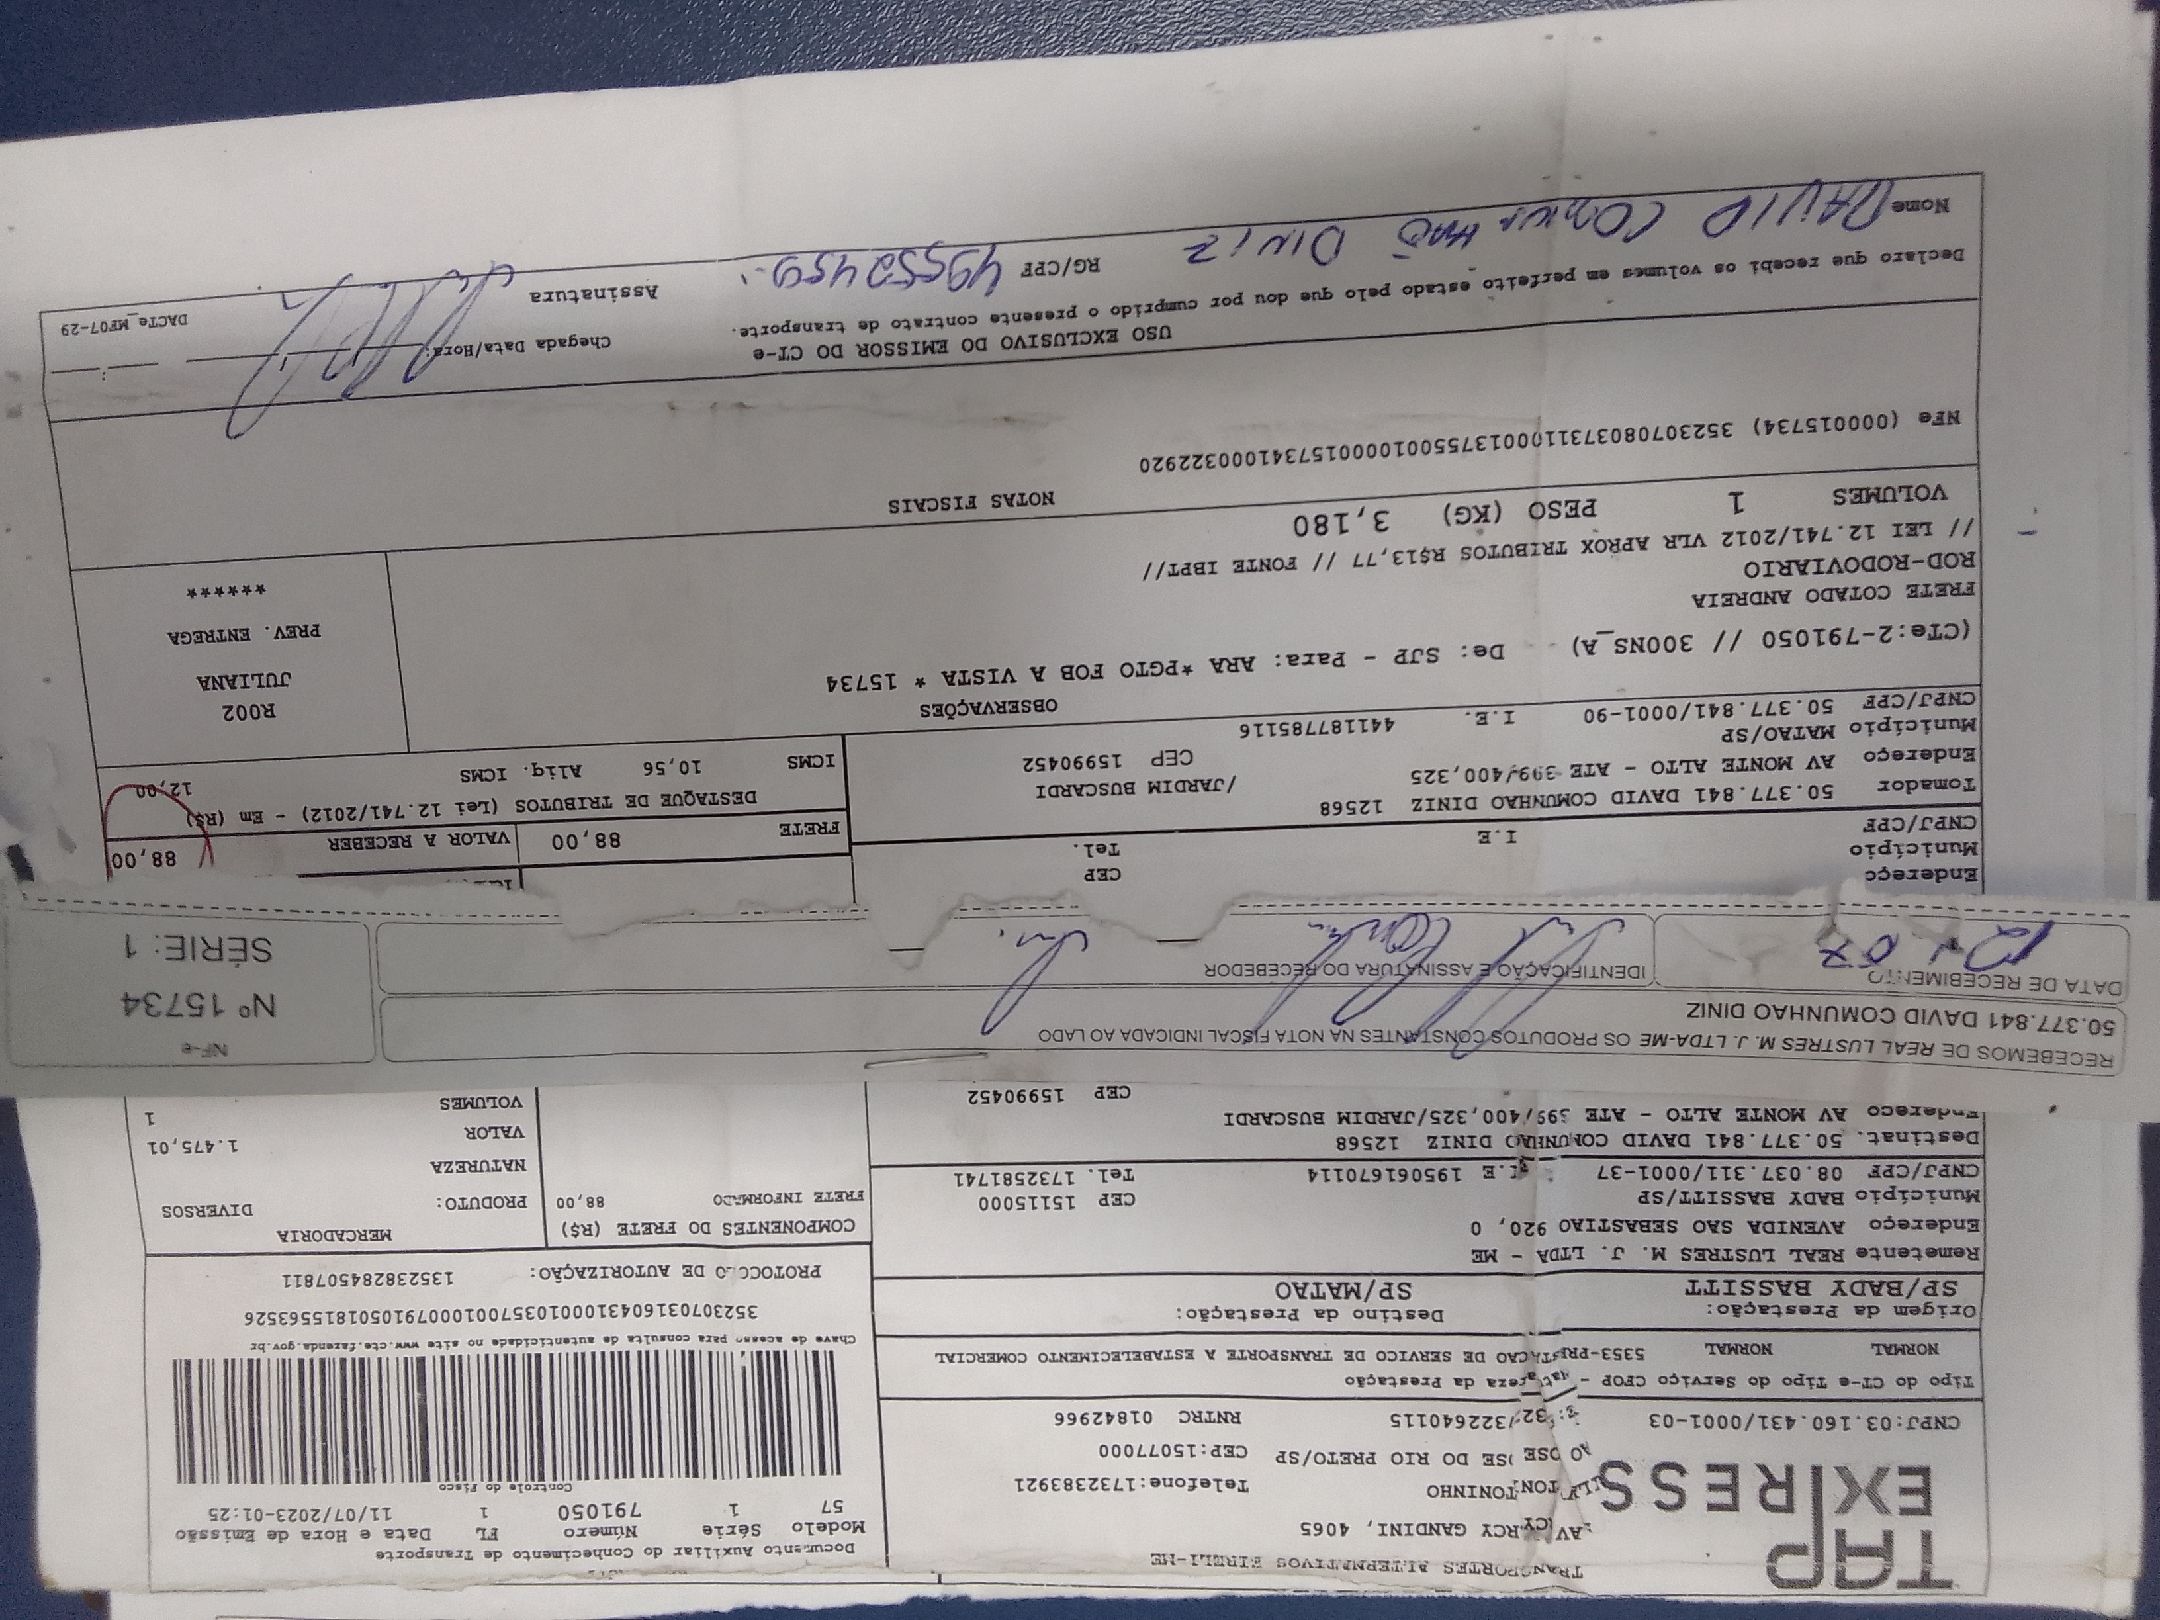 TAP
EXPRESS
TRANSPORTES ALTERNATIVOS EIRELI-ME
GANDINI, 4065
TONINHO Telefone:1732383921
RIO PRETO/SP CEP:15077000
CNPJ:03.160.431/0001-03 RNTRC 01842966
Documento Auxiliar do Conhecimento de Transporte
Modelo Série Número FL Data e Hora de Emissão
57 1 791050 1 11/07/2023-01:25
Controle do Fisco
Chave de acesso para consulta de autenticidade no site www.cte.fazenda.gov.br
35230703160431000103570010007910501815563526
PROTOCOLO DE AUTORIZAÇÃO: 135238284507811
Tipo do CT-e Tipo do Serviço CFOP - da Prestação
NORMAL NORMAL 5353-PRESTACAO DE SERVICO DE TRANSPORTE A ESTABELECIMENTO COMERCIAL
Origem da Prestação: Destino da Prestação:
SP/BADY BASSITT SP/MATAO
Remetente REAL LUSTRES M. J. LTDA - ME
Endereço AVENIDA SAO SEBASTIAO 920, 0
Município BADY BASSITT/SP CEP 15115000
CNPJ/CPF 08.037.311/0001-37 I.E 195061670114 Tel. 1732581741
Destinat. 50.377.841 DAVID COMUNHAO DINIZ 12568
Endereço AV MONTE ALTO - ATE 399/400,325/JARDIM BUSCARDI
CEP 15990452
COMPONENTES DO FRETE (R$)
FRETE INFORMADO 88,00
MERCADORIA
PRODUTO: DIVERSOS
NATUREZA
VALOR 1.475,01
VOLUMES 1
RECEBEMOS DE REAL LUSTRES M. J. LTDA-ME OS PRODUTOS CONSTANTES NA NOTA FISCAL INDICADA AO LADO
50.377.841 DAVID COMUNHAO DINIZ
DATA DE RECEBIMENTO
12 07
IDENTIFICAÇÃO E ASSINATURA DO RECEBEDOR
NF-e
Nº 15734
SÉRIE: 1
Endereço CEP
Município Tel.
CNPJ/CPF I.E
Tomador 50.377.841 DAVID COMUNHAO DINIZ 12568
Endereço AV MONTE ALTO - ATE 399/400,325 /JARDIM BUSCARDI
Município MATAO/SP CEP 15990452
CNPJ/CPF 50.377.841/0001-90 I.E. 441187785116
FRETE 88,00 VALOR A RECEBER 88,00
DESTAQUE DE TRIBUTOS (Lei 12.741/2012) - Em (R$)
ICMS 10,56 Aliq. ICMS 12,00
OBSERVAÇÕES
(CTe:2-791050 // 300NS_A) De: SJP - Para: ARA *PGTO FOB A VISTA * 15734
FRETE COTADO ANDREIA
ROD-RODOVIARIO
// LEI 12.741/2012 VLR APROX TRIBUTOS R$13,77 // FONTE IBPT//
VOLUMES 1 PESO (KG) 3,180
R002
JULIANA
PREV. ENTREGA
******
NOTAS FISCAIS
NFe (000015734) 35230708037311000137550010000157341000322920
USO EXCLUSIVO DO EMISSOR DO CT-e
Declaro que recebi os volumes em perfeito estado pelo que dou por cumprido o presente contrato de transporte.
Chegada Data/Hora:
Nome DAVID COMUNHAO DINIZ RG/CPF 495552459 Assinatura
DACTe_MF07-29